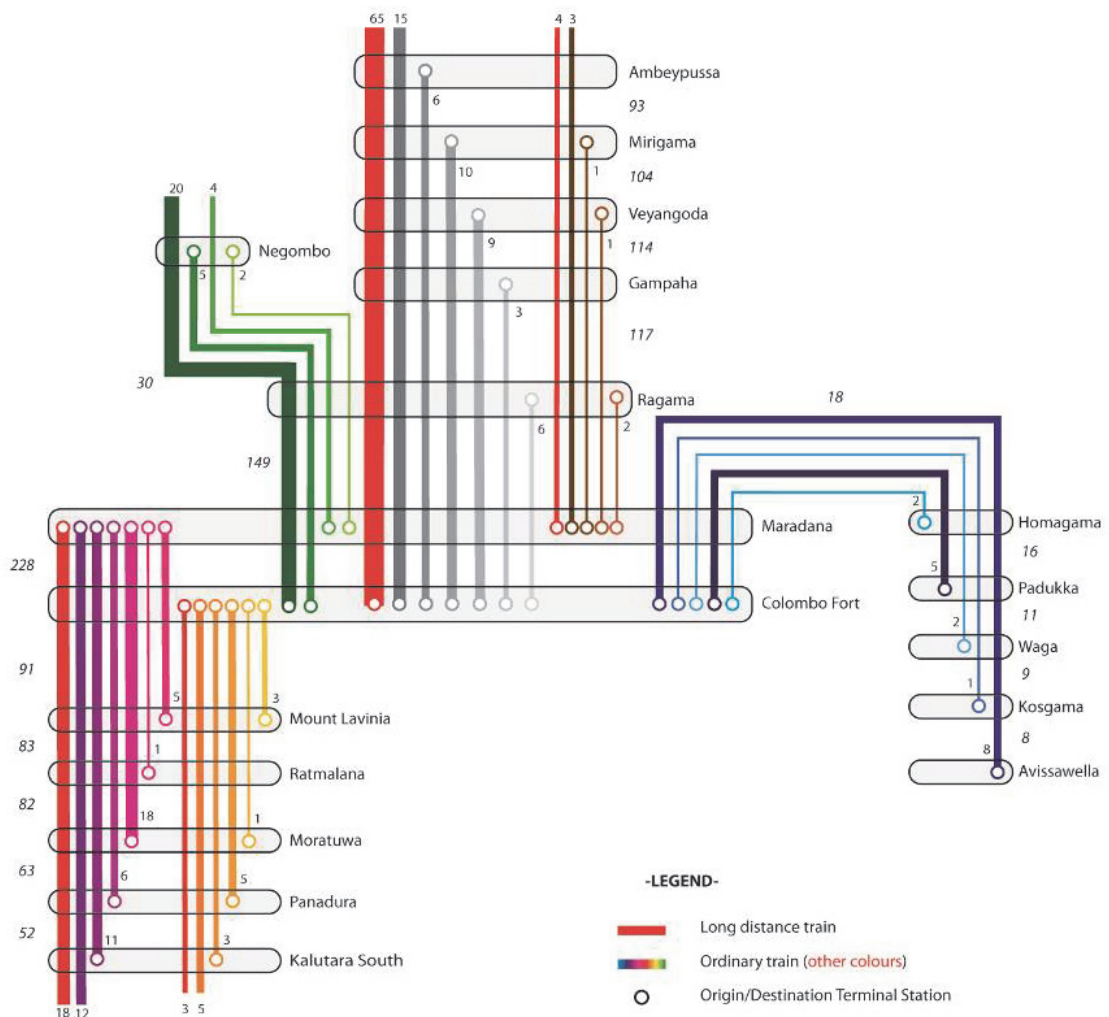 65 15 4 3
Ambeypussa
6 93
Mirigama
10 1 104
20 4 Veyangoda
9 1 114
Negombo
5 2
Gampaha
3 117
30 Ragama 18
6 2
149
2
Maradana Homagama
228 16
5
Colombo Fort Padukka
11
91 2 Waga
5 3 1 9
Mount Lavinia Kosgama
83 1 8
8
Ratmalana Avissawella
82 18 1
Moratuwa
63 6 5
-LEGEND-
Panadura
52 11 3 Long distance train
Kalutara South Ordinary train (other colours)
Origin/Destination Terminal Station
18 12 3 5